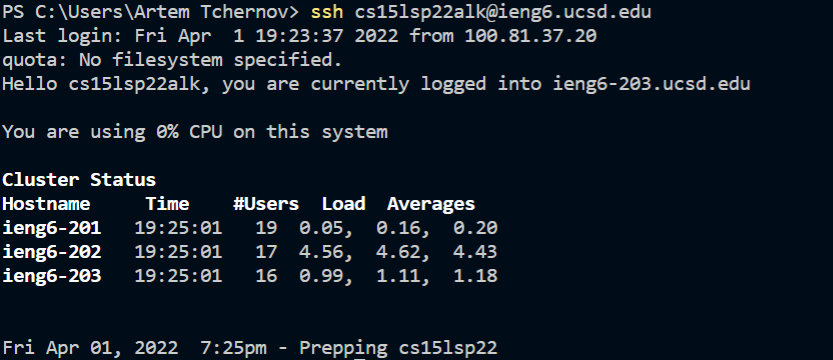 PS C:\Users\Artem Tchernov> ssh cs15lsp22alk@ieng6.ucsd.edu
Last login: Fri Apr  1 19:23:37 2022 from 100.81.37.20
quota: No filesystem specified.
Hello cs15lsp22alk, you are currently logged into ieng6-203.ucsd.edu
You are using 0% CPU on this system
Cluster Status
Hostname     Time    #Users  Load  Averages
ieng6-201   19:25:01   19  0.05,  0.16,  0.20
ieng6-202   19:25:01   17  4.56,  4.62,  4.43
ieng6-203   19:25:01   16  0.99,  1.11,  1.18
Fri Apr 01, 2022  7:25pm - Prepping cs15lsp22